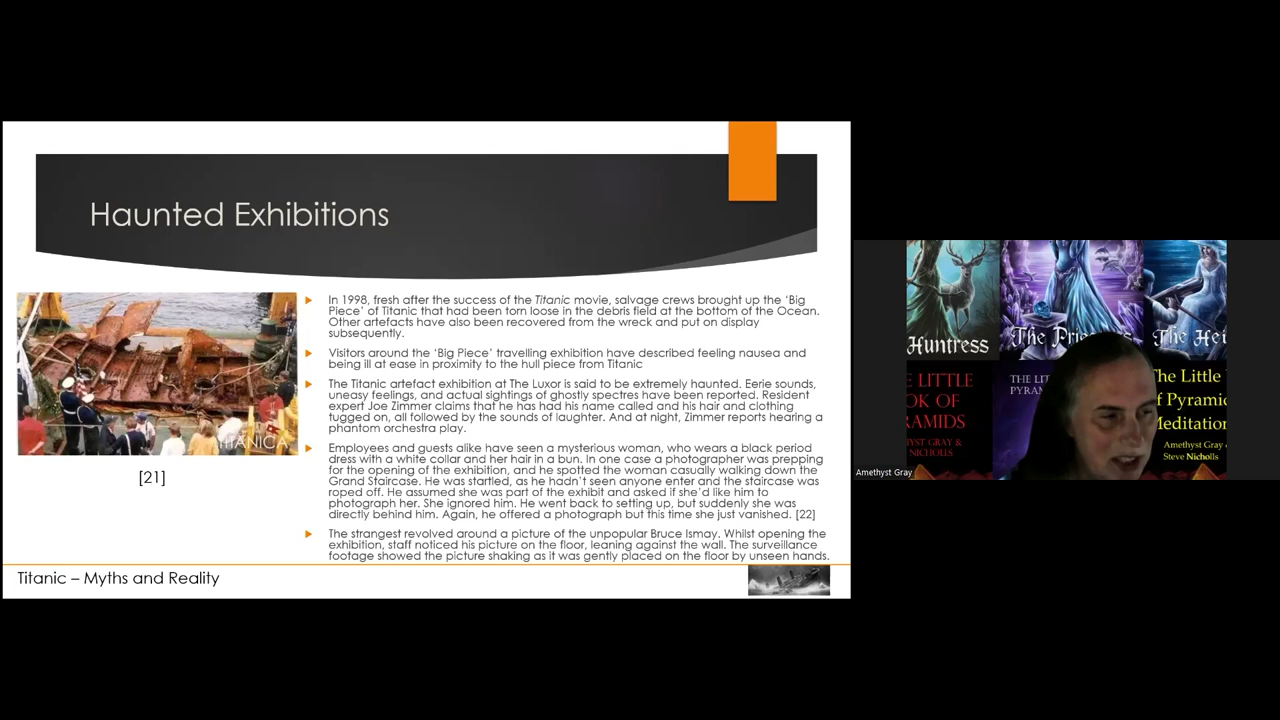 Haunted Exhibitions
In 1998, fresh after the success of the Titanic movie, salvage crews brought up the ‘Big
Piece’ of Titanic that had been torn loose in the debris field at the bottom of the Ocean.
Other artefacts have also been recovered from the wreck and put on display
subsequently.
Visitors around the ‘Big Piece’ travelling exhibition have described feeling nausea and
being ill at ease in proximity to the hull piece from Titanic
The Titanic artefact exhibition at The Luxor is said to be extremely haunted. Eerie sounds,
uneasy feelings, and actual sightings of ghostly spectres have been reported. Resident
expert Joe Zimmer claims that he has had his name called and his hair and clothing
tugged on, all followed by the sounds of laughter. And at night, Zimmer reports hearing a
phantom orchestra play.
Employees and guests alike have seen a mysterious woman, who wears a black period
dress with a white collar and her hair in a bun. In one case a photographer was prepping
for the opening of the exhibition, and he spotted the woman casually walking down the
Grand Staircase. He was startled, as he hadn’t seen anyone enter and the staircase was
roped off. He assumed she was part of the exhibit and asked if she’d like him to
photograph her. She ignored him. He went back to setting up, but suddenly she was
directly behind him. Again, he offered a photograph but this time she just vanished. [22]
The strangest revolved around a picture of the unpopular Bruce Ismay. Whilst opening the
exhibition, staff noticed his picture on the floor, leaning against the wall. The surveillance
footage showed the picture shaking as it was gently placed on the floor by unseen hands.
TITANICA
[21]
Titanic – Myths and Reality
Huntress
The Pries
The Hei
E LITTLE
OK OF
RAMIDS
HYST GRAY &
NICHOLLS
THE LIT
PYRAM
The Little
f Pyramid
Meditation
Amethyst Gray
Steve Nicholls
Amethyst Gray